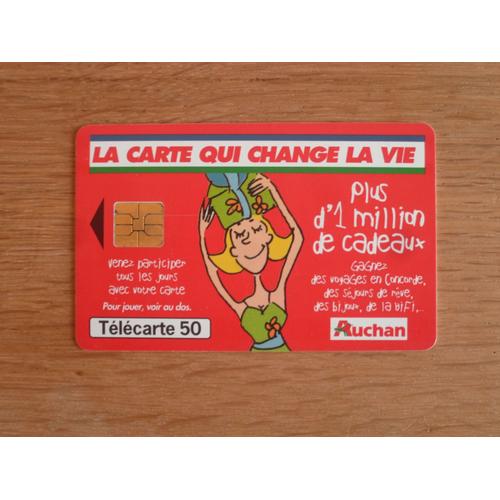 LA CARTE QUI CHANGE LA VIE
Plus
d'1 million
de cadeaux
venez participer
tous les jours
avec votre carte
Pour jouer, voir au dos.
Télécarte 50
Gagnez
des voyages en Concorde,
des séjours de rêve,
des bijoux, de la hifi,...
Auchan